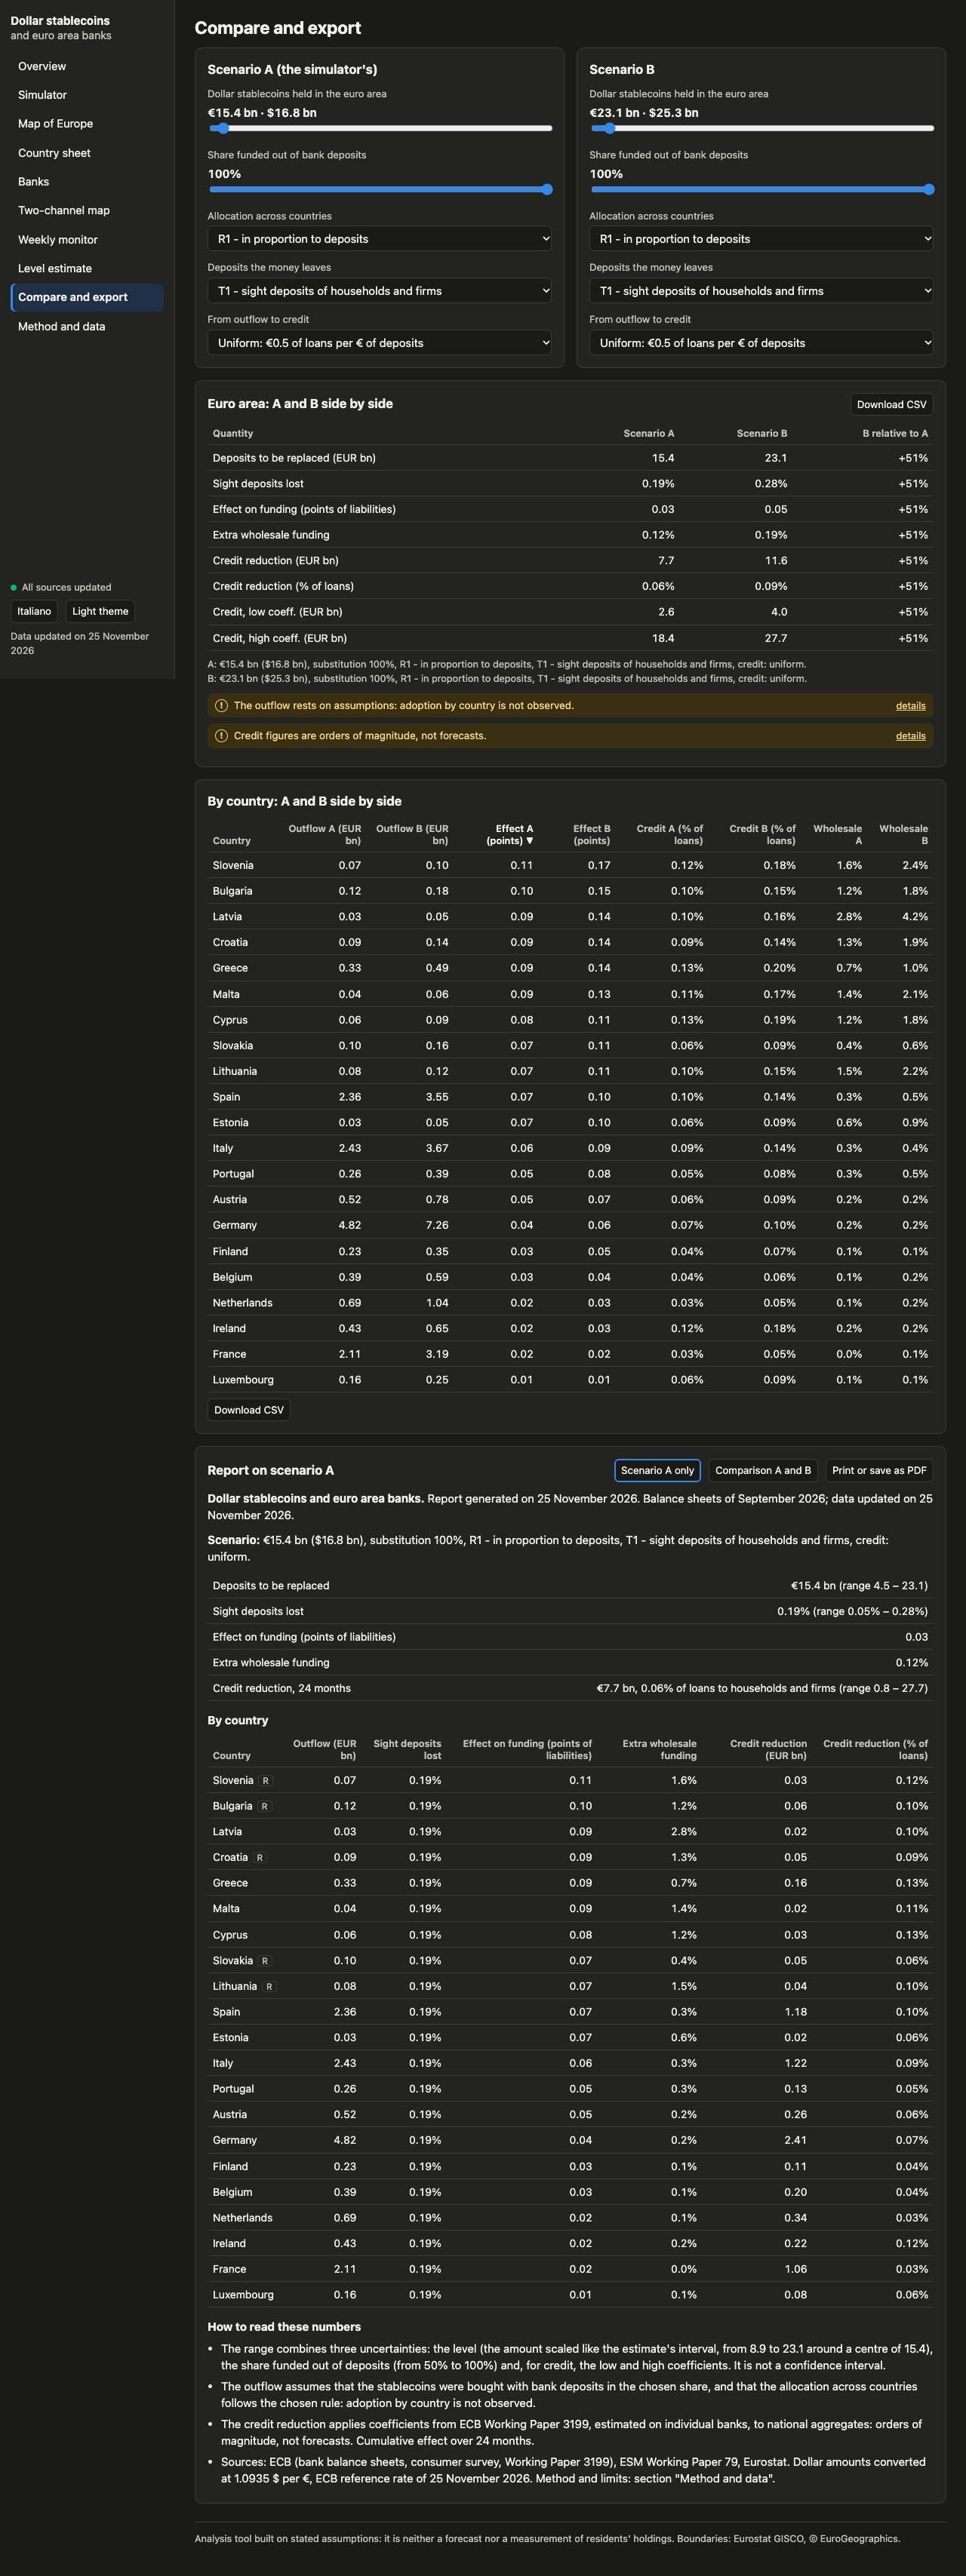 Dollar stablecoins
and euro area banks
Overview
Simulator
Map of Europe
Country sheet
Banks
Two-channel map
Weekly monitor
Level estimate
Compare and export
Method and data
All sources updated
Italiano Light theme
Data updated on 25 November
2026
Compare and export
Scenario A (the simulator's)
Dollar stablecoins held in the euro area
€15.4 bn · $16.8 bn
Share funded out of bank deposits
100%
Allocation across countries
R1 - in proportion to deposits
Deposits the money leaves
T1 - sight deposits of households and firms
From outflow to credit
Uniform: €0.5 of loans per € of deposits
Scenario B
Dollar stablecoins held in the euro area
€23.1 bn · $25.3 bn
Share funded out of bank deposits
100%
Allocation across countries
R1 - in proportion to deposits
Deposits the money leaves
T1 - sight deposits of households and firms
From outflow to credit
Uniform: €0.5 of loans per € of deposits
Euro area: A and B side by side Download CSV
Quantity Scenario A Scenario B B relative to A
Deposits to be replaced (EUR bn) 15.4 23.1 +51%
Sight deposits lost 0.19% 0.28% +51%
Effect on funding (points of liabilities) 0.03 0.05 +51%
Extra wholesale funding 0.12% 0.19% +51%
Credit reduction (EUR bn) 7.7 11.6 +51%
Credit reduction (% of loans) 0.06% 0.09% +51%
Credit, low coeff. (EUR bn) 2.6 4.0 +51%
Credit, high coeff. (EUR bn) 18.4 27.7 +51%
A: €15.4 bn ($16.8 bn), substitution 100%, R1 - in proportion to deposits, T1 - sight deposits of households and firms, credit: uniform.
B: €23.1 bn ($25.3 bn), substitution 100%, R1 - in proportion to deposits, T1 - sight deposits of households and firms, credit: uniform.
The outflow rests on assumptions: adoption by country is not observed. details
Credit figures are orders of magnitude, not forecasts. details
By country: A and B side by side
Country Outflow A (EUR bn) Outflow B (EUR bn) Effect A (points) ▼ Effect B (points) Credit A (% of loans) Credit B (% of loans) Wholesale A Wholesale B
Slovenia 0.07 0.10 0.11 0.17 0.12% 0.18% 1.6% 2.4%
Bulgaria 0.12 0.18 0.10 0.15 0.10% 0.15% 1.2% 1.8%
Latvia 0.03 0.05 0.09 0.14 0.10% 0.16% 2.8% 4.2%
Croatia 0.09 0.14 0.09 0.14 0.09% 0.14% 1.3% 1.9%
Greece 0.33 0.49 0.09 0.14 0.13% 0.20% 0.7% 1.0%
Malta 0.04 0.06 0.09 0.13 0.11% 0.17% 1.4% 2.1%
Cyprus 0.06 0.09 0.08 0.11 0.13% 0.19% 1.2% 1.8%
Slovakia 0.10 0.16 0.07 0.11 0.06% 0.09% 0.4% 0.6%
Lithuania 0.08 0.12 0.07 0.11 0.10% 0.15% 1.5% 2.2%
Spain 2.36 3.55 0.07 0.10 0.10% 0.14% 0.3% 0.5%
Estonia 0.03 0.05 0.07 0.10 0.06% 0.09% 0.6% 0.9%
Italy 2.43 3.67 0.06 0.09 0.09% 0.14% 0.3% 0.4%
Portugal 0.26 0.39 0.05 0.08 0.05% 0.08% 0.3% 0.5%
Austria 0.52 0.78 0.05 0.07 0.06% 0.09% 0.2% 0.2%
Germany 4.82 7.26 0.04 0.06 0.07% 0.10% 0.2% 0.2%
Finland 0.23 0.35 0.03 0.05 0.04% 0.07% 0.1% 0.1%
Belgium 0.39 0.59 0.03 0.04 0.04% 0.06% 0.1% 0.2%
Netherlands 0.69 1.04 0.02 0.03 0.03% 0.05% 0.1% 0.2%
Ireland 0.43 0.65 0.02 0.03 0.12% 0.18% 0.2% 0.2%
France 2.11 3.19 0.02 0.02 0.03% 0.05% 0.0% 0.1%
Luxembourg 0.16 0.25 0.01 0.01 0.06% 0.09% 0.1% 0.1%
Download CSV
Report on scenario A Scenario A only Comparison A and B Print or save as PDF
Dollar stablecoins and euro area banks. Report generated on 25 November 2026. Balance sheets of September 2026; data updated on 25
November 2026.
Scenario: €15.4 bn ($16.8 bn), substitution 100%, R1 - in proportion to deposits, T1 - sight deposits of households and firms, credit:
uniform.
Deposits to be replaced €15.4 bn (range 4.5 – 23.1)
Sight deposits lost 0.19% (range 0.05% – 0.28%)
Effect on funding (points of liabilities) 0.03
Extra wholesale funding 0.12%
Credit reduction, 24 months €7.7 bn, 0.06% of loans to households and firms (range 0.8 – 27.7)
By country
Country Outflow (EUR bn) Sight deposits lost Effect on funding (points of liabilities) Extra wholesale funding Credit reduction (EUR bn) Credit reduction (% of loans)
Slovenia R 0.07 0.19% 0.11 1.6% 0.03 0.12%
Bulgaria R 0.12 0.19% 0.10 1.2% 0.06 0.10%
Latvia 0.03 0.19% 0.09 2.8% 0.02 0.10%
Croatia R 0.09 0.19% 0.09 1.3% 0.05 0.09%
Greece 0.33 0.19% 0.09 0.7% 0.16 0.13%
Malta 0.04 0.19% 0.09 1.4% 0.02 0.11%
Cyprus 0.06 0.19% 0.08 1.2% 0.03 0.13%
Slovakia R 0.10 0.19% 0.07 0.4% 0.05 0.06%
Lithuania R 0.08 0.19% 0.07 1.5% 0.04 0.10%
Spain 2.36 0.19% 0.07 0.3% 1.18 0.10%
Estonia 0.03 0.19% 0.07 0.6% 0.02 0.06%
Italy 2.43 0.19% 0.06 0.3% 1.22 0.09%
Portugal 0.26 0.19% 0.05 0.3% 0.13 0.05%
Austria 0.52 0.19% 0.05 0.2% 0.26 0.06%
Germany 4.82 0.19% 0.04 0.2% 2.41 0.07%
Finland 0.23 0.19% 0.03 0.1% 0.11 0.04%
Belgium 0.39 0.19% 0.03 0.1% 0.20 0.04%
Netherlands 0.69 0.19% 0.02 0.1% 0.34 0.03%
Ireland 0.43 0.19% 0.02 0.2% 0.22 0.12%
France 2.11 0.19% 0.02 0.0% 1.06 0.03%
Luxembourg 0.16 0.19% 0.01 0.1% 0.08 0.06%
How to read these numbers
• The range combines three uncertainties: the level (the amount scaled like the estimate's interval, from 8.9 to 23.1 around a centre of 15.4),
the share funded out of deposits (from 50% to 100%) and, for credit, the low and high coefficients. It is not a confidence interval.
• The outflow assumes that the stablecoins were bought with bank deposits in the chosen share, and that the allocation across countries
follows the chosen rule: adoption by country is not observed.
• The credit reduction applies coefficients from ECB Working Paper 3199, estimated on individual banks, to national aggregates: orders of
magnitude, not forecasts. Cumulative effect over 24 months.
• Sources: ECB (bank balance sheets, consumer survey, Working Paper 3199), ESM Working Paper 79, Eurostat. Dollar amounts converted
at 1.0935 $ per €, ECB reference rate of 25 November 2026. Method and limits: section "Method and data".
Analysis tool built on stated assumptions: it is neither a forecast nor a measurement of residents' holdings. Boundaries: Eurostat GISCO, © EuroGeographics.